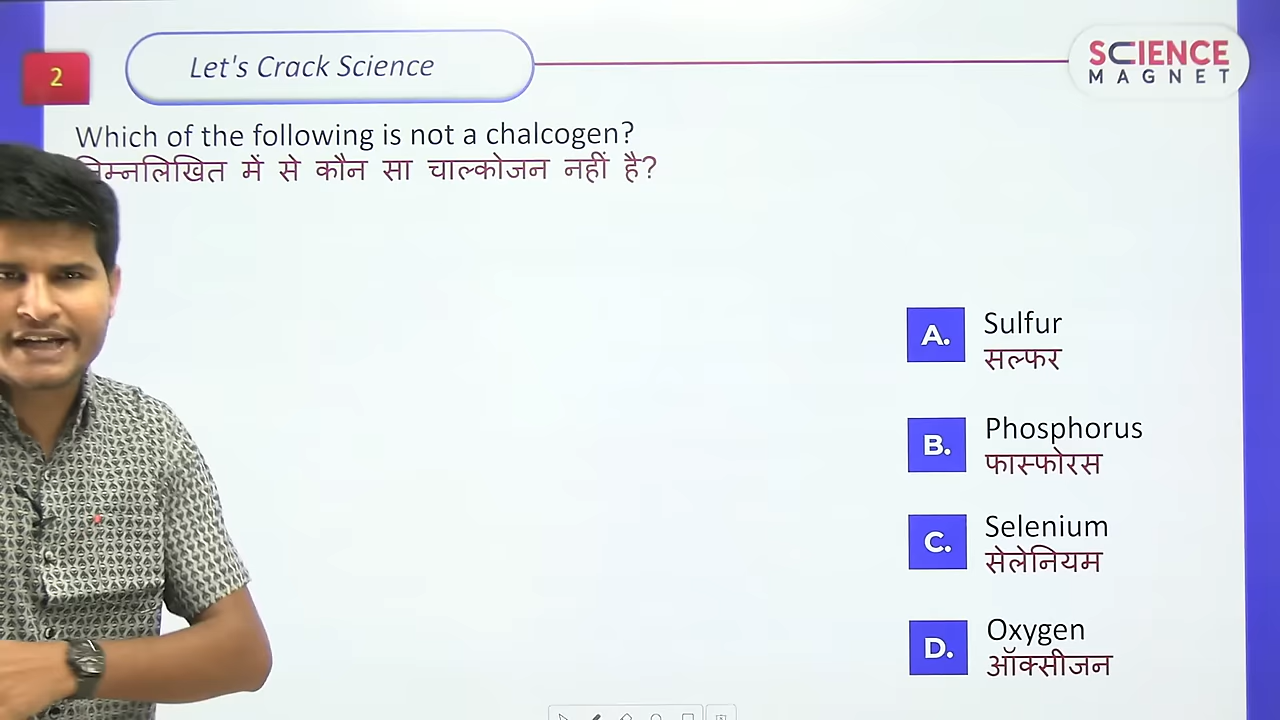 2
Let's Crack Science
SCIENCE
MAGNET
Which of the following is not a chalcogen?
में से कौन सा चाल्कोजन नहीं है?
A.
Sulfur
सल्फर
B.
Phosphorus
फास्फोरस
C.
Selenium
सेलेनियम
D.
Oxygen
ऑक्सीजन